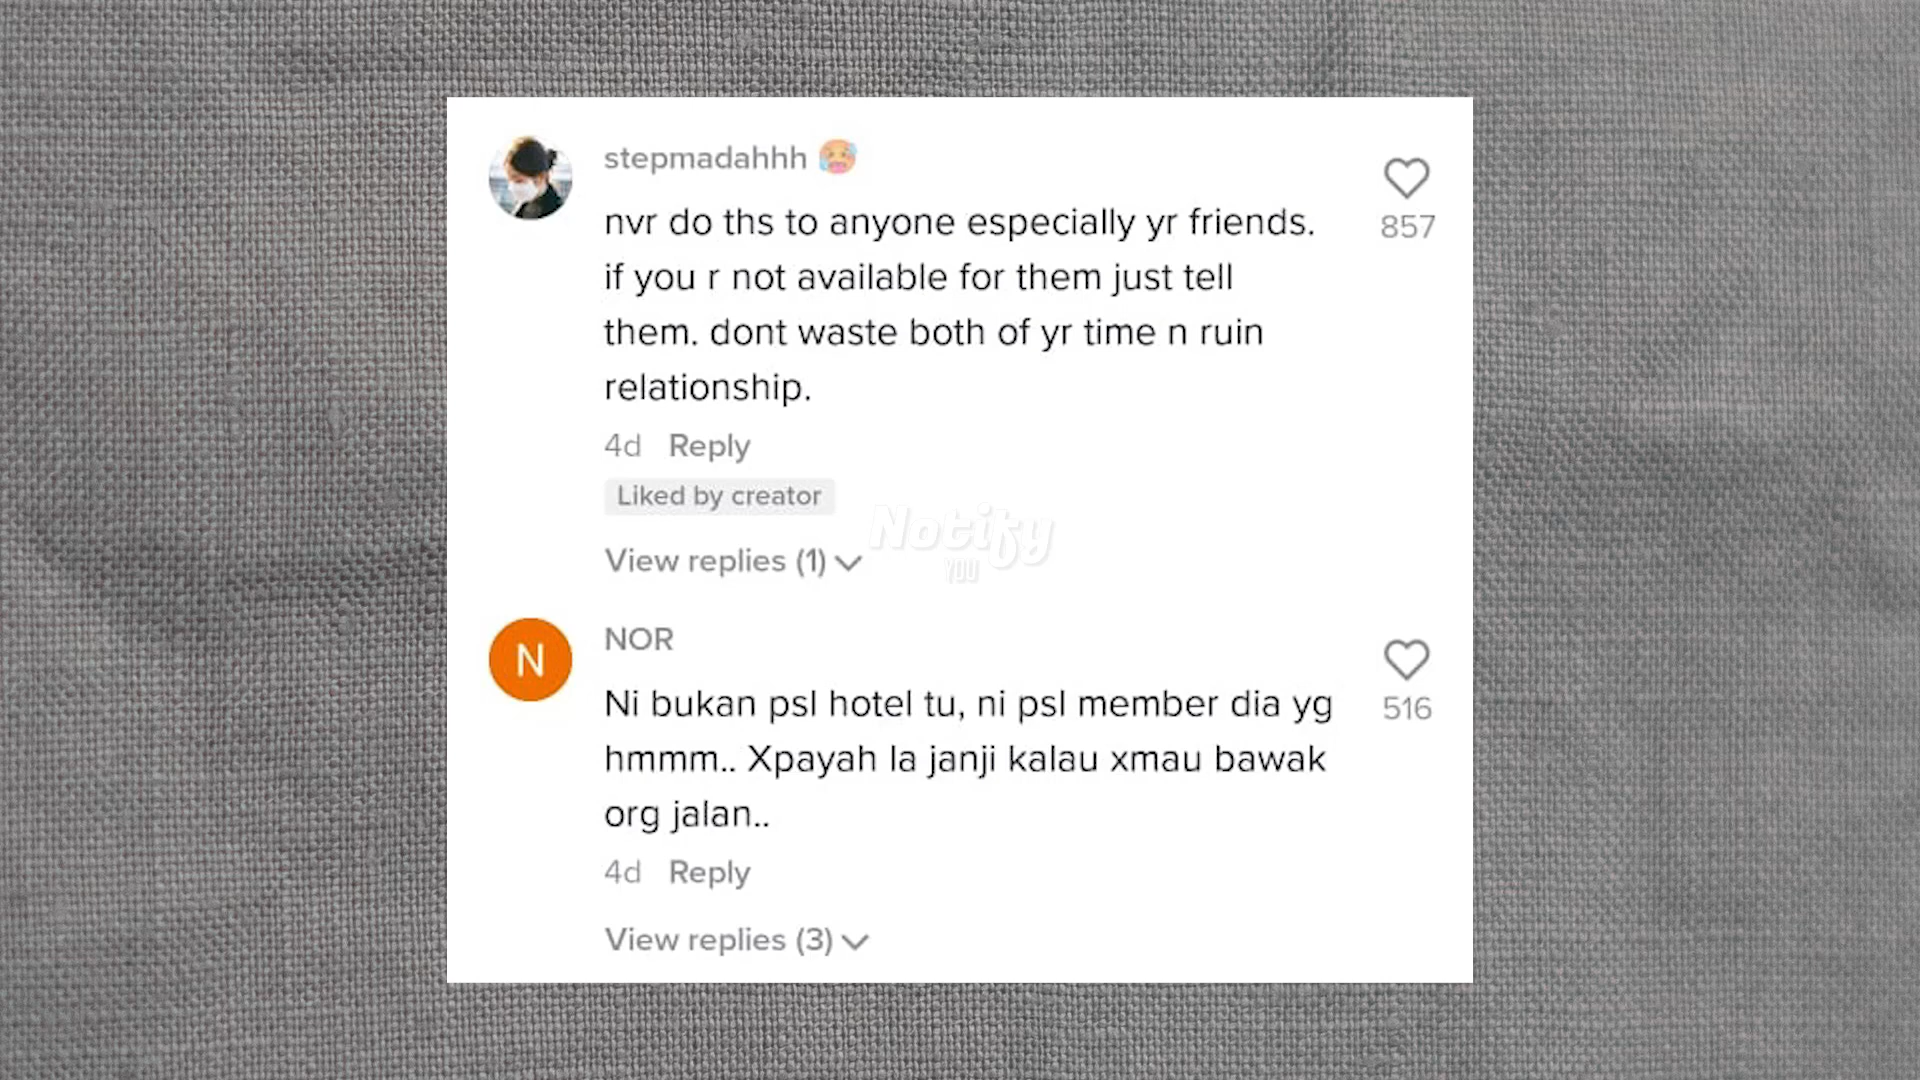 stepmadahhh 🥵
857
nvr do ths to anyone especially yr friends.
if you r not available for them just tell
them. dont waste both of yr time n ruin
relationship.
4d Reply
Liked by creator
View replies (1)
Notify
YOU
N
NOR
516
Ni bukan psl hotel tu, ni psl member dia yg
hmmm.. Xpayah la janji kalau xmau bawak
org jalan..
4d Reply
View replies (3)